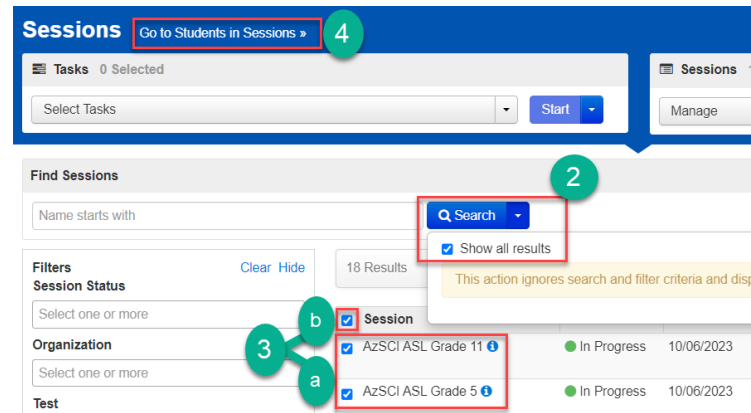 Sessions Go to Students in Sessions »
4
Tasks 0 Selected
Sessions
Select Tasks
Start
Manage
Find Sessions
2
Name starts with
Search
Show all results
Filters Clear Hide
18 Results
This action ignores search and filter criteria and
Session Status
Select one or more
b
Session
3
Organization
AzSCI ASL Grade 11
In Progress 10/06/2023
Select one or more
a
AzSCI ASL Grade 5
In Progress 10/06/2023
Test